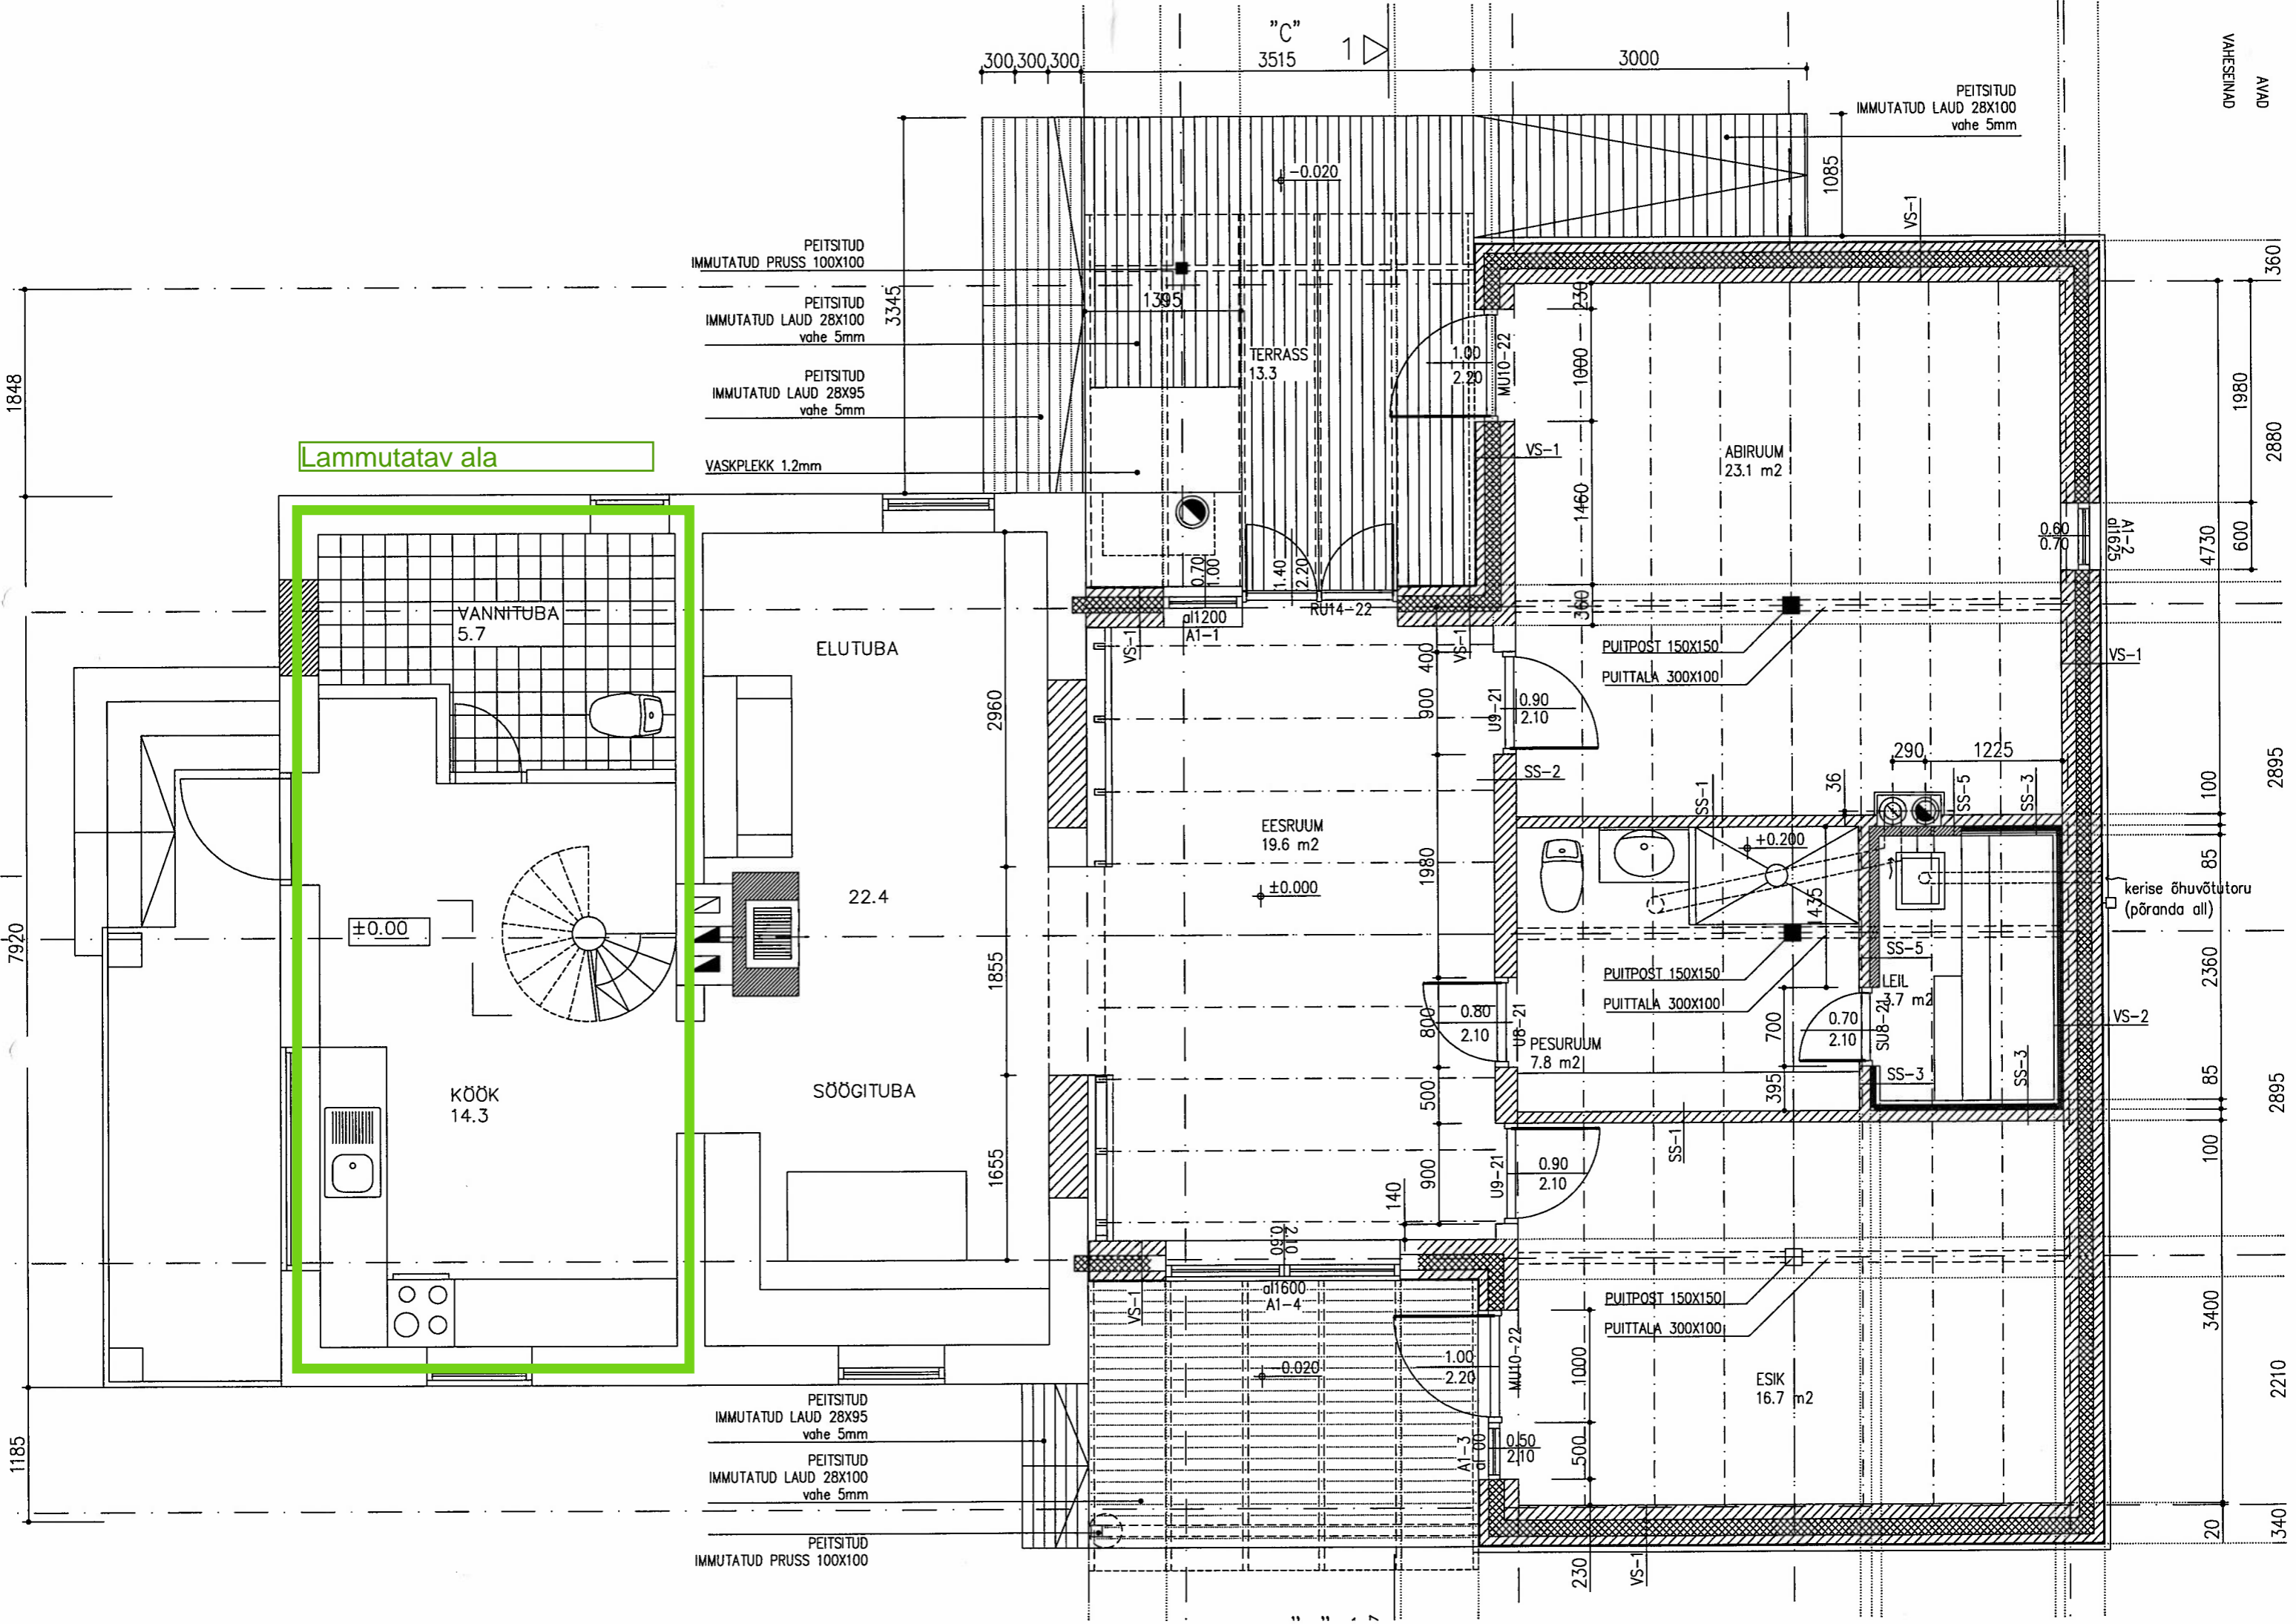 "C"
1
300 300 300 3515 3000
VAHESEINAD
AVAD
PEITSITUD
IMMUTATUD LAUD 28X100
vahe 5mm
1085
-0.020
VS-1
360
PEITSITUD
IMMUTATUD PRUSS 100X100
PEITSITUD
IMMUTATUD LAUD 28X100
vahe 5mm
PEITSITUD
IMMUTATUD LAUD 28X95
vahe 5mm
VASKPLEKK 1.2mm
3345
1395
TERRASS
13.3
1.00
2.20
MU10-22
230
1000
1460
360
VS-1
ABIRUUM
23.1 m2
1848
1980
2880
4730
600
0.60
0.70
A1-2
al1625
Lammutatav ala
VANNITUBA
5.7
ELUTUBA
0.70
1.00
1.40
2.20
RU14-22
al1200
A1-1
VS-1
VS-1
400
900
U9-21
0.90
2.10
PUITPOST 150X150
PUITTALA 300X100
VS-1
2960
SS-2
SS-1
36
290 1225
SS-5
SS-3
100
2895
EESRUUM
19.6 m2
±0.000
1980
+0.200
1435
85
kerise õhuvõtutoru
(põranda all)
22.4
±0.00
7920
1855
PUITPOST 150X150
PUITTALA 300X100
SS-5
LEIL
3.7 m2
2360
800
0.80
2.10
U8-21
PESURUUM
7.8 m2
700
0.70
2.10
SU8-21
VS-2
SS-3
SS-3
395
85
2895
KÖÖK
14.3
SÖÖGITUBA
500
SS-1
100
1655
900
U9-21
0.90
2.10
140
0.60
2.10
al1600
A1-4
VS-1
PUITPOST 150X150
PUITTALA 300X100
3400
-0.020
1.00
2.20
MU10-22
1000
ESIK
16.7 m2
2210
PEITSITUD
IMMUTATUD LAUD 28X95
vahe 5mm
PEITSITUD
IMMUTATUD LAUD 28X100
vahe 5mm
PEITSITUD
IMMUTATUD PRUSS 100X100
1185
A1-3
0.50
2.10
500
230
VS-1
20
340